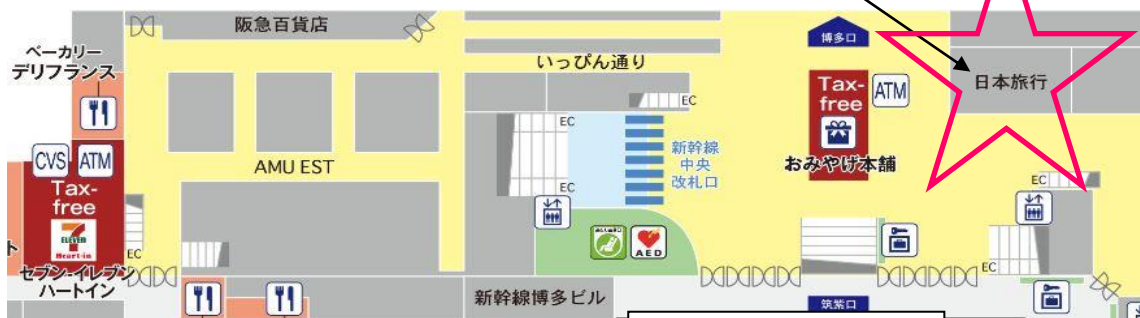 阪急百貨店
ベーカリー
デリフランス
CVS
ATM
Tax-
free
ELEVEN
Heart-in
セブン-イレブン
ハートイン
ト
EC
AMU EST
いっぴん通り
EC
EC
EC
新幹線
中央
改札口
AED
新幹線博多ビル
博多口
Tax-
free
ATM
おみやげ本舗
筑紫口
日本旅行
EC
EC